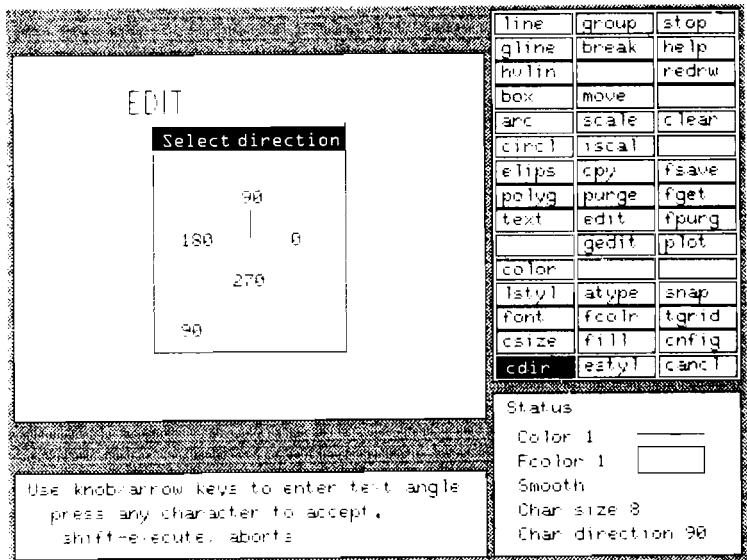 EDIT
Select direction
90
180 0
270
90
line group stop
gline break help
hvlin redrw
box move
arc scale clear
circl iscal
elips cpy fsave
polyg purge fget
text edit fpurg
gedit plot
color
lstyl atype snap
font fcolr tgrid
csize fill cnfig
cdir estyl cancl
Status
Color 1
Fcolor 1
Smooth
Char size 8
Char direction 90
Use knob/arrow keys to enter text angle
press any character to accept,
shift-execute, aborts